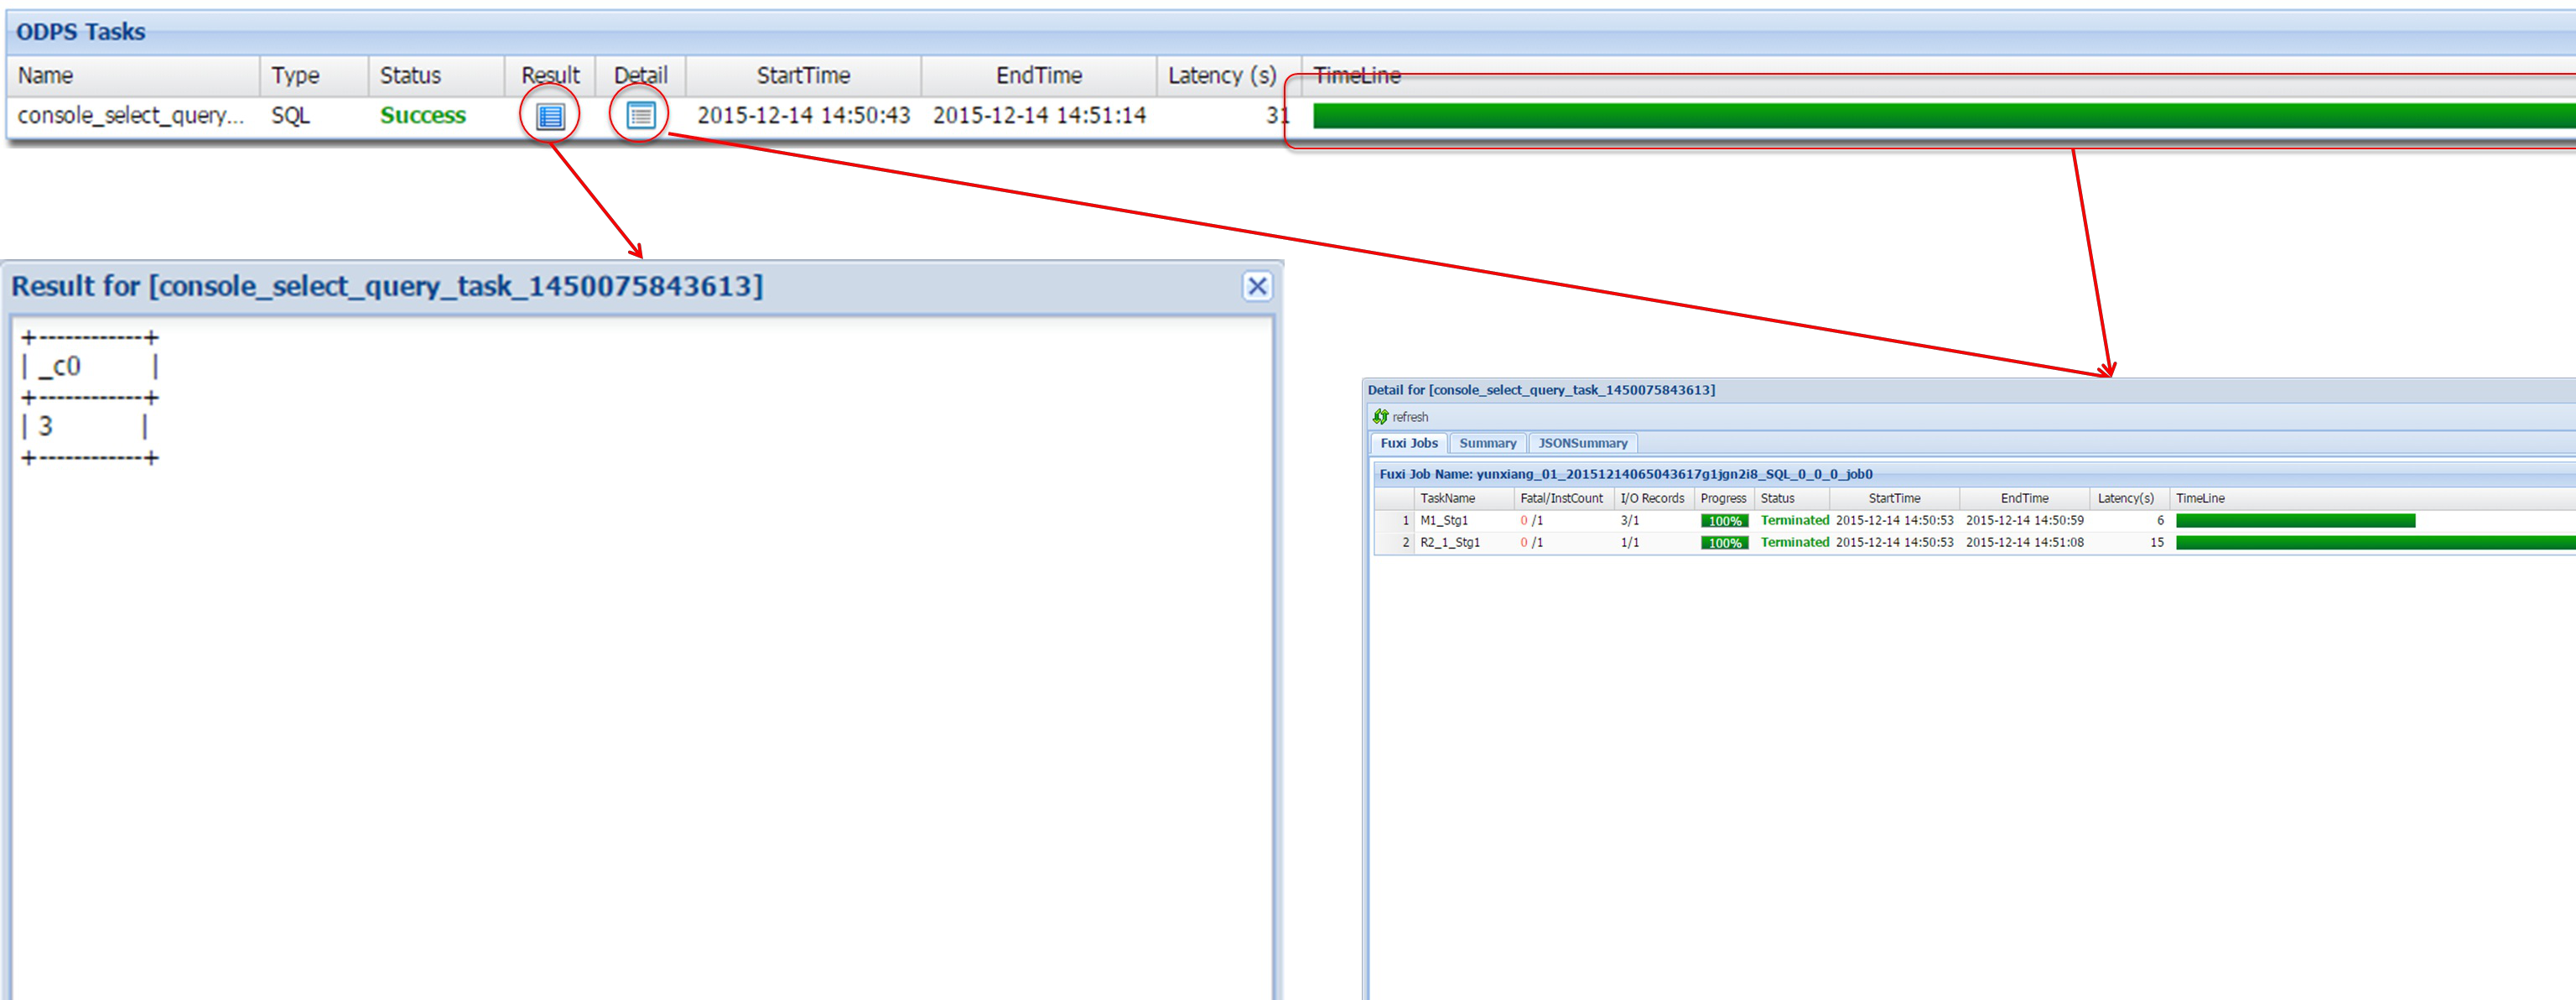 ODPS Tasks
Name Type Status Result Detail StartTime EndTime Latency (s) TimeLine
console_select_query... SQL Success 2015-12-14 14:50:43 2015-12-14 14:51:14 31
Result for [console_select_query_task_1450075843613]
+------------+
| _c0 |
+------------+
| 3 |
+------------+
Detail for [console_select_query_task_1450075843613]
refresh
Fuxi Jobs Summary JSONSummary
Fuxi Job Name: yunxiang_01_20151214065043617g1jgn2i8_SQL_0_0_0_job0
TaskName Fatal/InstCount I/O Records Progress Status StartTime EndTime Latency(s) TimeLine
1 M1_Stg1 0 /1 3/1 100% Terminated 2015-12-14 14:50:53 2015-12-14 14:50:59 6
2 R2_1_Stg1 0 /1 1/1 100% Terminated 2015-12-14 14:50:53 2015-12-14 14:51:08 15